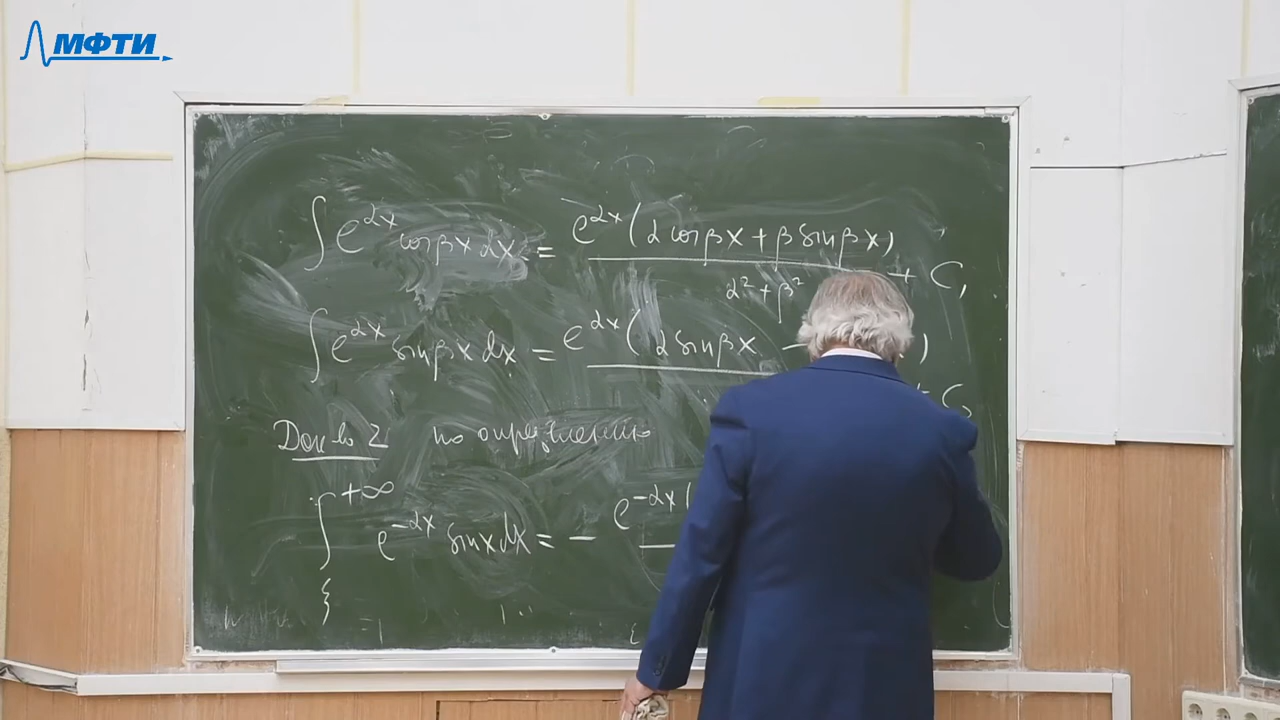 МФТИ
∫ e^{αx} cos βx dx = e^{αx} (α cos βx + β sin βx) / α² + β² + C,
∫ e^{αx} sin βx dx = e^{αx} (α sin βx − ) + C
Док-во 2 по определению
∫_ξ^{+∞} e^{-αx} sin x dx = − e^{-αx} (